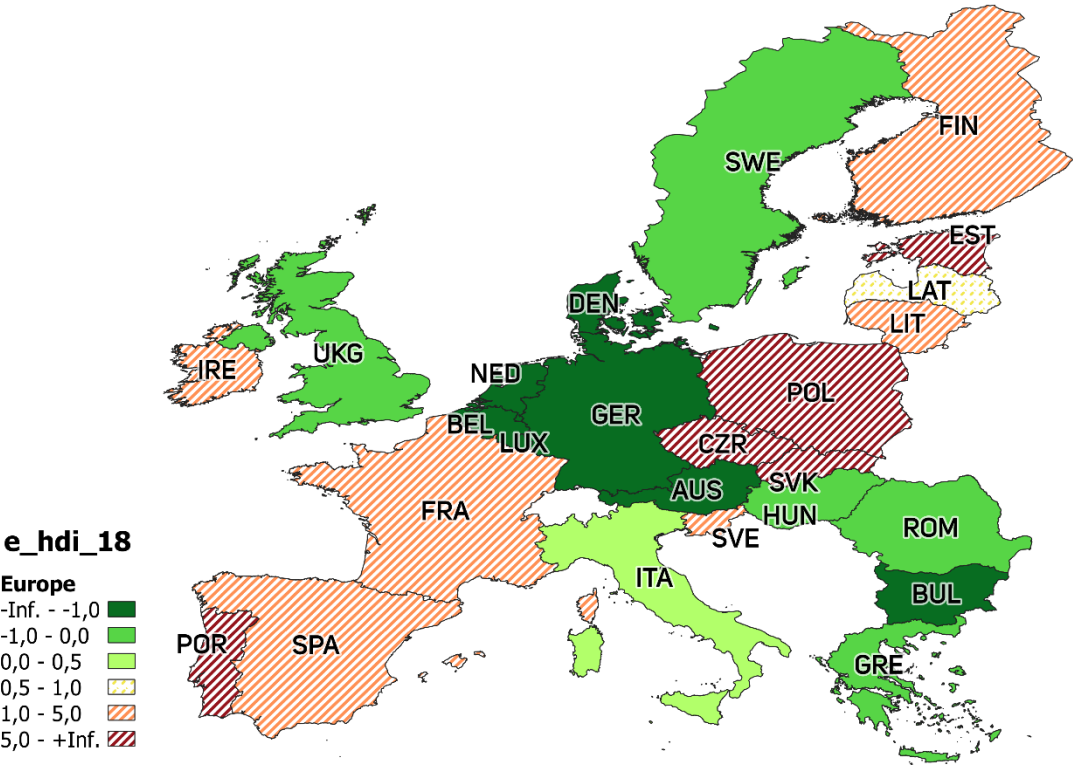 FIN
SWE
EST
LAT
DEN
LIT
UKG
IRE
NED
POL
GER
BEL
LUX
CZR
SVK
AUS
FRA
HUN
ROM
SVE
ITA
BUL
POR
SPA
GRE
e_hdi_18
Europe
-Inf. - -1,0
-1,0 - 0,0
0,0 - 0,5
0,5 - 1,0
1,0 - 5,0
5,0 - +Inf.